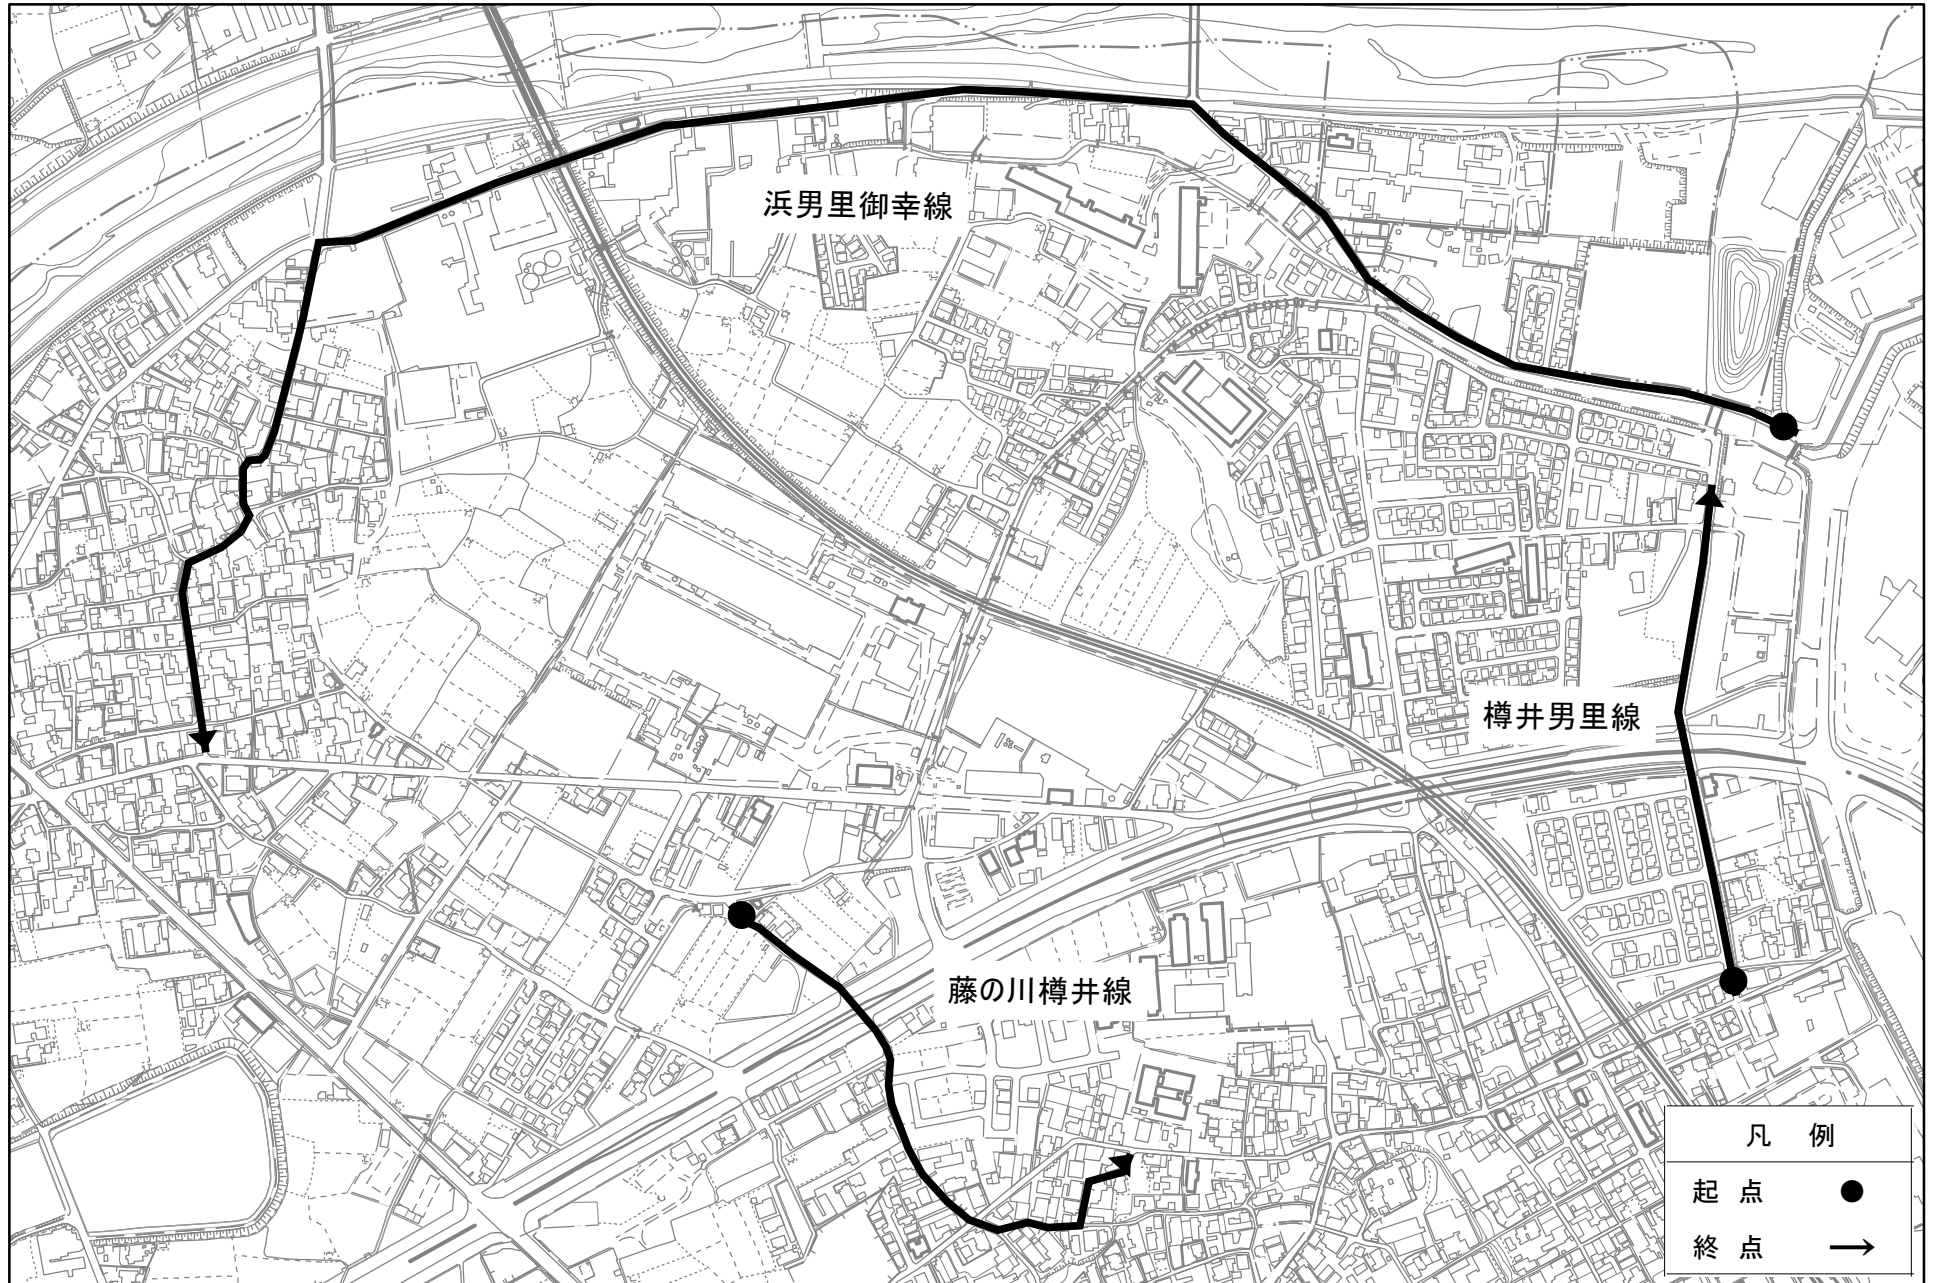 浜男里御幸線
樽井男里線
藤の川樽井線
凡 例
起 点
終 点